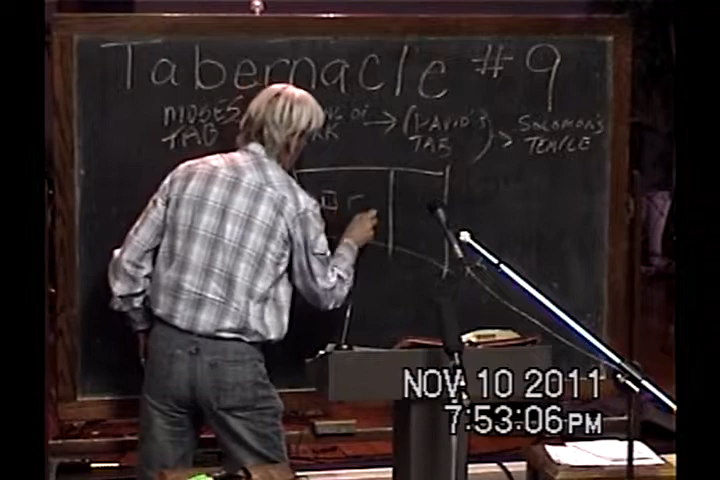 Tabernacle #9
MOSES → (DAVID'S → SOLOMON'S
TAB TAB) TEMPLE
NOV 10 2011
7:53:06 PM